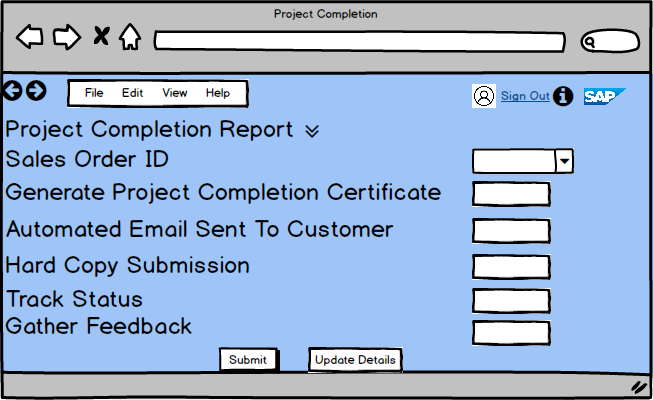 Project Completion
File Edit View Help
Sign Out
SAP
Project Completion Report
Sales Order ID
Generate Project Completion Certificate
Automated Email Sent To Customer
Hard Copy Submission
Track Status
Gather Feedback
Submit Update Details